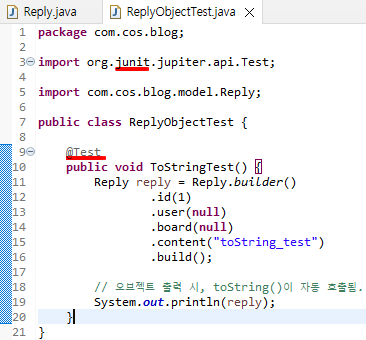 Reply.java
ReplyObjectTest.java
1 package com.cos.blog;
2
3 import org.junit.jupiter.api.Test;
4
5 import com.cos.blog.model.Reply;
6
7 public class ReplyObjectTest {
8
9 @Test
10 public void ToStringTest() {
11 Reply reply = Reply.builder()
12 .id(1)
13 .user(null)
14 .board(null)
15 .content("toString_test")
16 .build();
17
18 // 오브젝트 출력 시, toString()이 자동 호출됨.
19 System.out.println(reply);
20 }
21 }